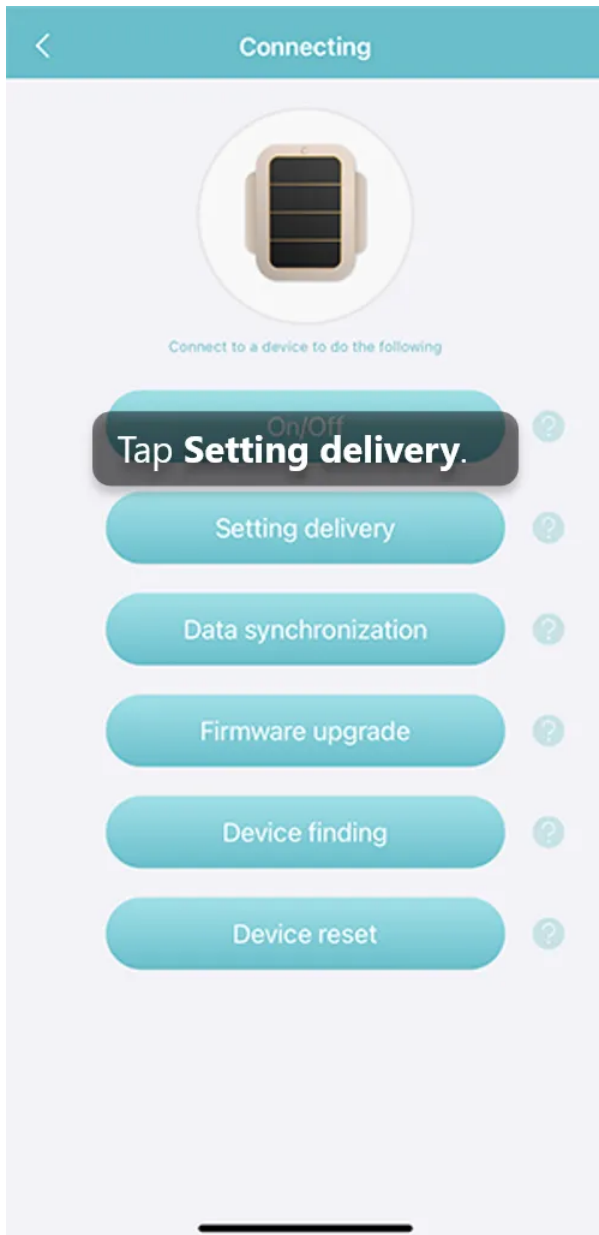 Connecting
Connect to a device to do the following
On/Off
Tap Setting delivery.
Setting delivery
?
?
Data synchronization
?
Firmware upgrade
?
Device finding
?
Device reset
?